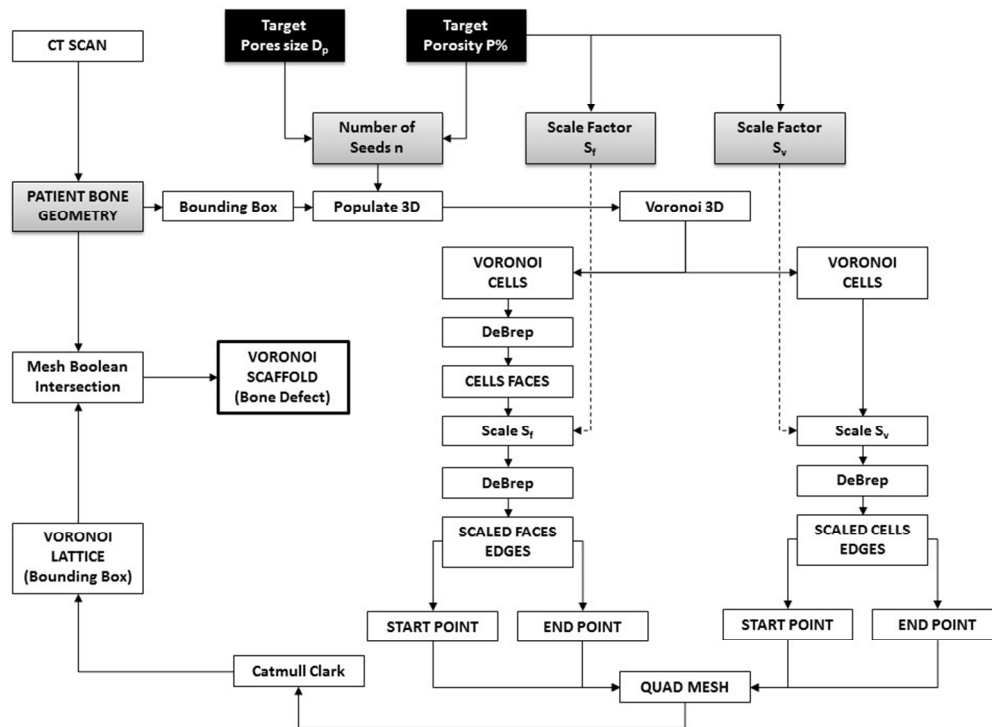 CT SCAN
Target
Pores size Dp
Target
Porosity P%
Number of
Seeds n
Scale Factor
Sf
Scale Factor
Sv
PATIENT BONE
GEOMETRY
Bounding Box
Populate 3D
Voronoi 3D
VORONOI
CELLS
VORONOI
CELLS
DeBrep
Mesh Boolean
Intersection
VORONOI
SCAFFOLD
(Bone Defect)
CELLS FACES
Scale Sf
Scale Sv
DeBrep
DeBrep
VORONOI
LATTICE
(Bounding Box)
SCALED FACES
EDGES
SCALED CELLS
EDGES
START POINT
END POINT
START POINT
END POINT
Catmull Clark
QUAD MESH